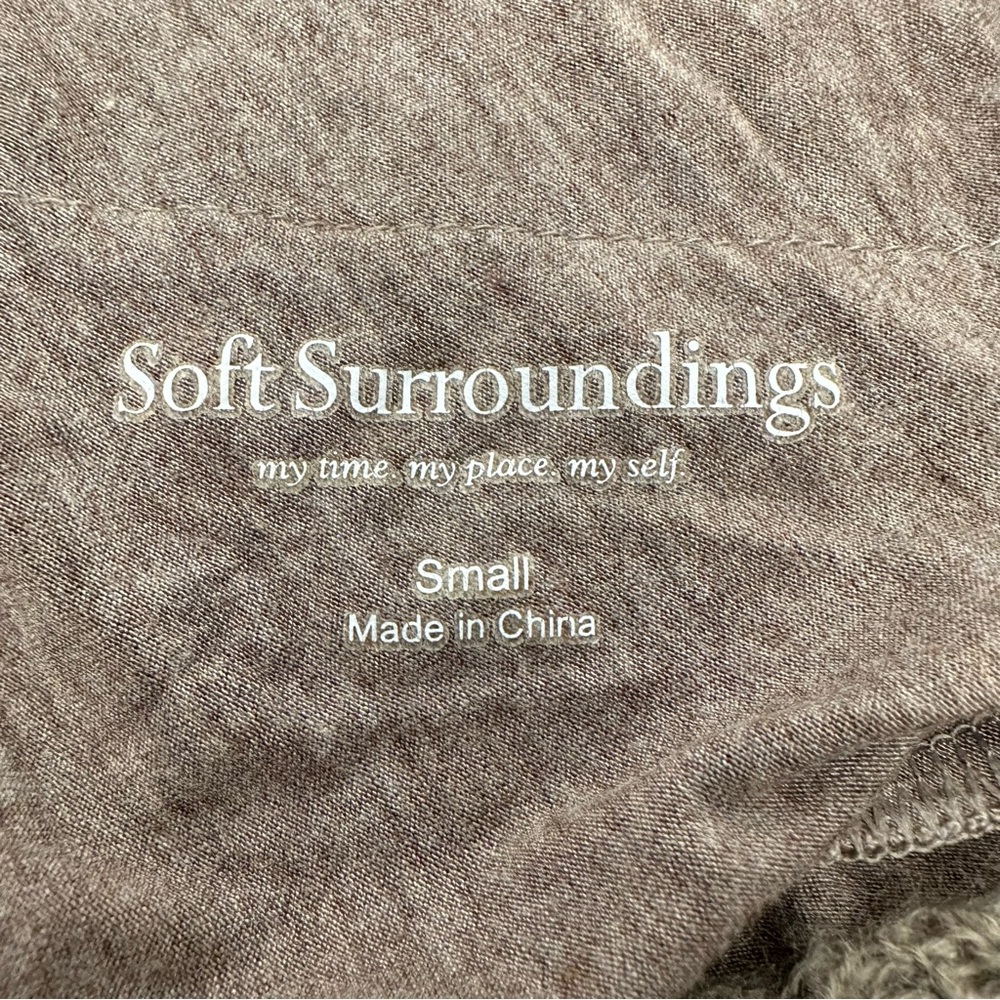 Soft Surroundings
my time. my place. my self
Small
Made in China